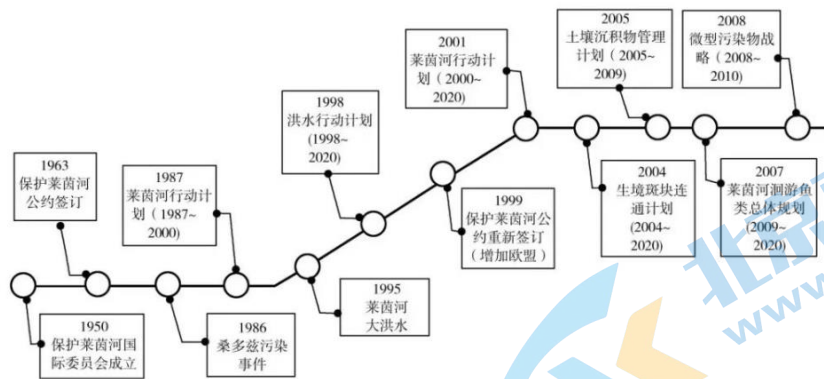 1950
保护莱茵河国
际委员会成立
1963
保护莱茵河
公约签订
1986
桑多兹污染
事件
1987
莱茵河行动计
划（1987~
2000)
1995
莱茵河
大洪水
1998
洪水行动计划
(1998~
2020)
1999
保护莱茵河公
约重新签订
（增加欧盟）
2001
莱茵河行动计
划（2000~
2020)
2004
生境斑块连
通计划
(2004~
2020)
2005
土壤沉积物管理
计划（2005~
2009)
2007
莱茵河洄游鱼
类总体规划
(2009~
2020)
2008
微型污染物战
略（2008~
2010)
北京
www